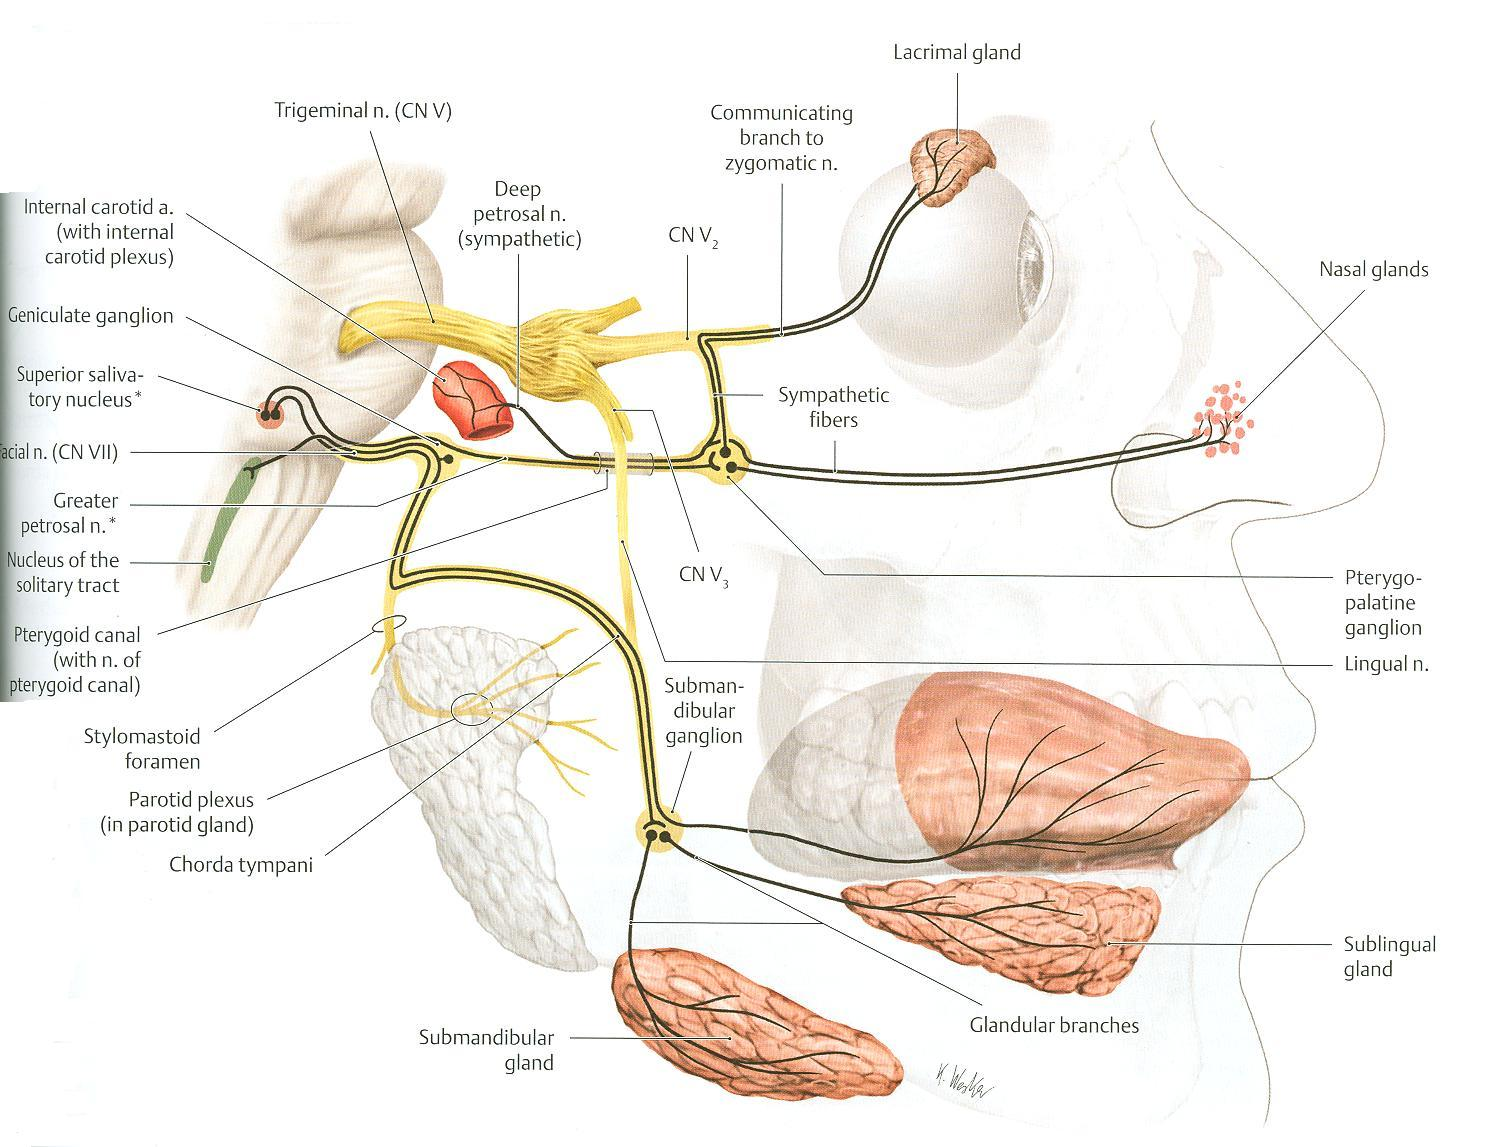 Lacrimal gland
Trigeminal n. (CN V)
Communicating
branch to
zygomatic n.
Deep
petrosal n.
(sympathetic)
Internal carotid a.
(with internal
carotid plexus)
CN V2
Nasal glands
Geniculate ganglion
Superior saliva-
tory nucleus*
Sympathetic
fibers
acial n. (CN VII)
Greater
petrosal n.*
Nucleus of the
solitary tract
CN V3
Pterygo-
palatine
ganglion
Pterygoid canal
(with n. of
pterygoid canal)
Lingual n.
Subman-
dibular
ganglion
Stylomastoid
foramen
Parotid plexus
(in parotid gland)
Chorda tympani
Sublingual
gland
Glandular branches
Submandibular
gland